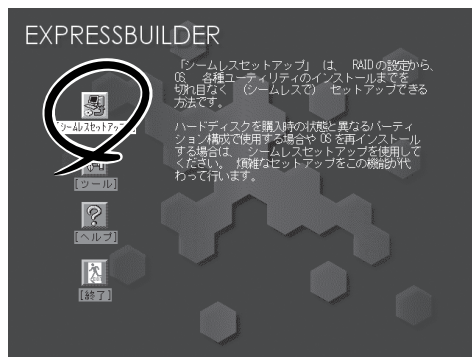 EXPRESSBUILDER
「シームレスセットアップ」 は、 RAIDの設定から、
OS、 各種ユーティリティのインストールまでを
切れ目なく （シームレスで） セットアップできる
方法です。
ハードディスクを購入時の状態と異なるパーティ
ション構成で使用する場合や OSを再インストール
する場合は、 シームレスセットアップを使用して
ください。 煩雑なセットアップをこの機能が代
わって行います。
[シームレスセットアップ]
[ツール]
[ヘルプ]
[終了]